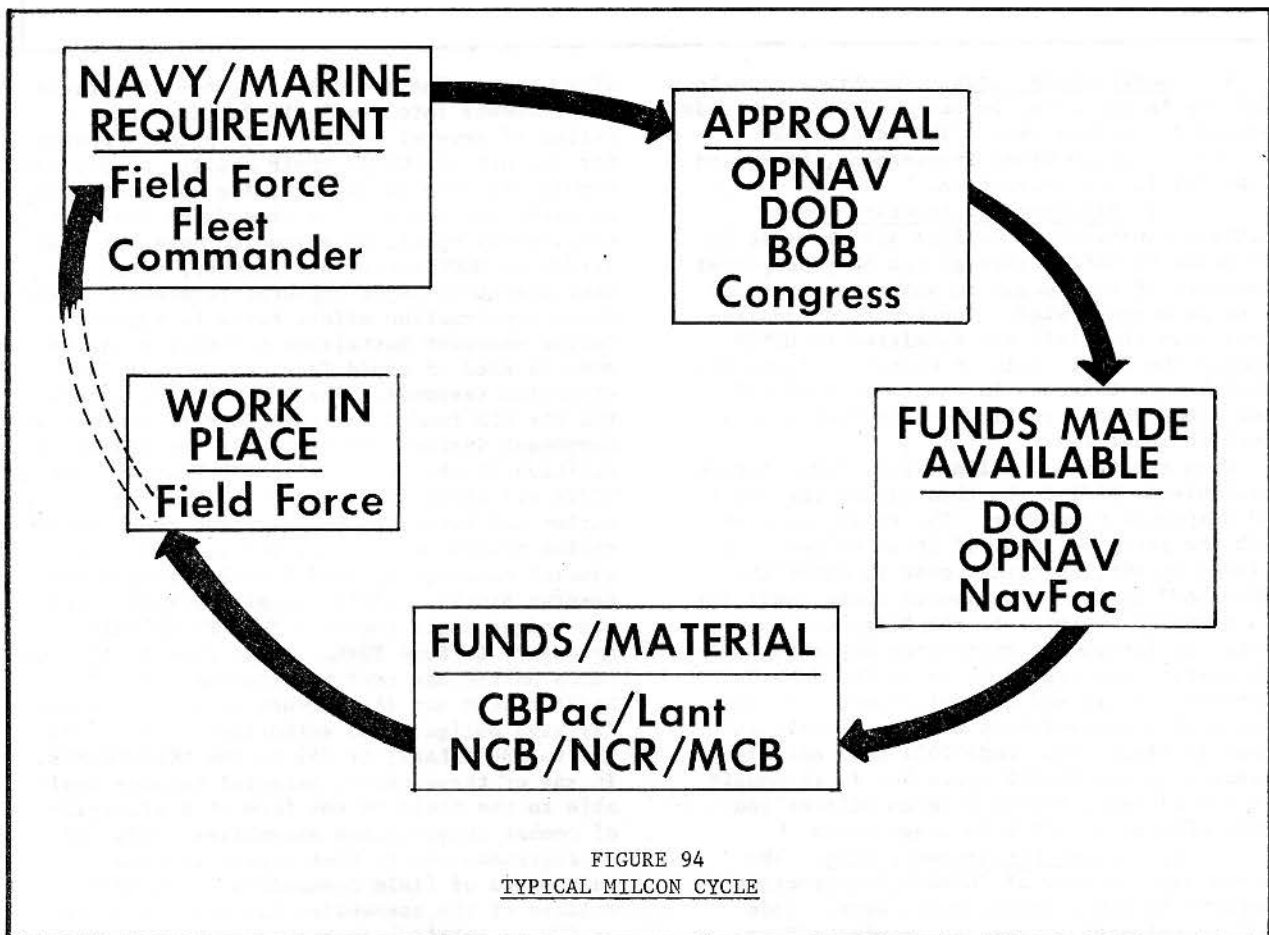 NAVY/MARINE
REQUIREMENT
Field Force
Fleet
Commander
APPROVAL
OPNAV
DOD
BOB
Congress
FUNDS MADE
AVAILABLE
DOD
OPNAV
NavFac
FUNDS/MATERIAL
CBPac/Lant
NCB/NCR/MCB
WORK IN
PLACE
Field Force
FIGURE 94
TYPICAL MILCON CYCLE